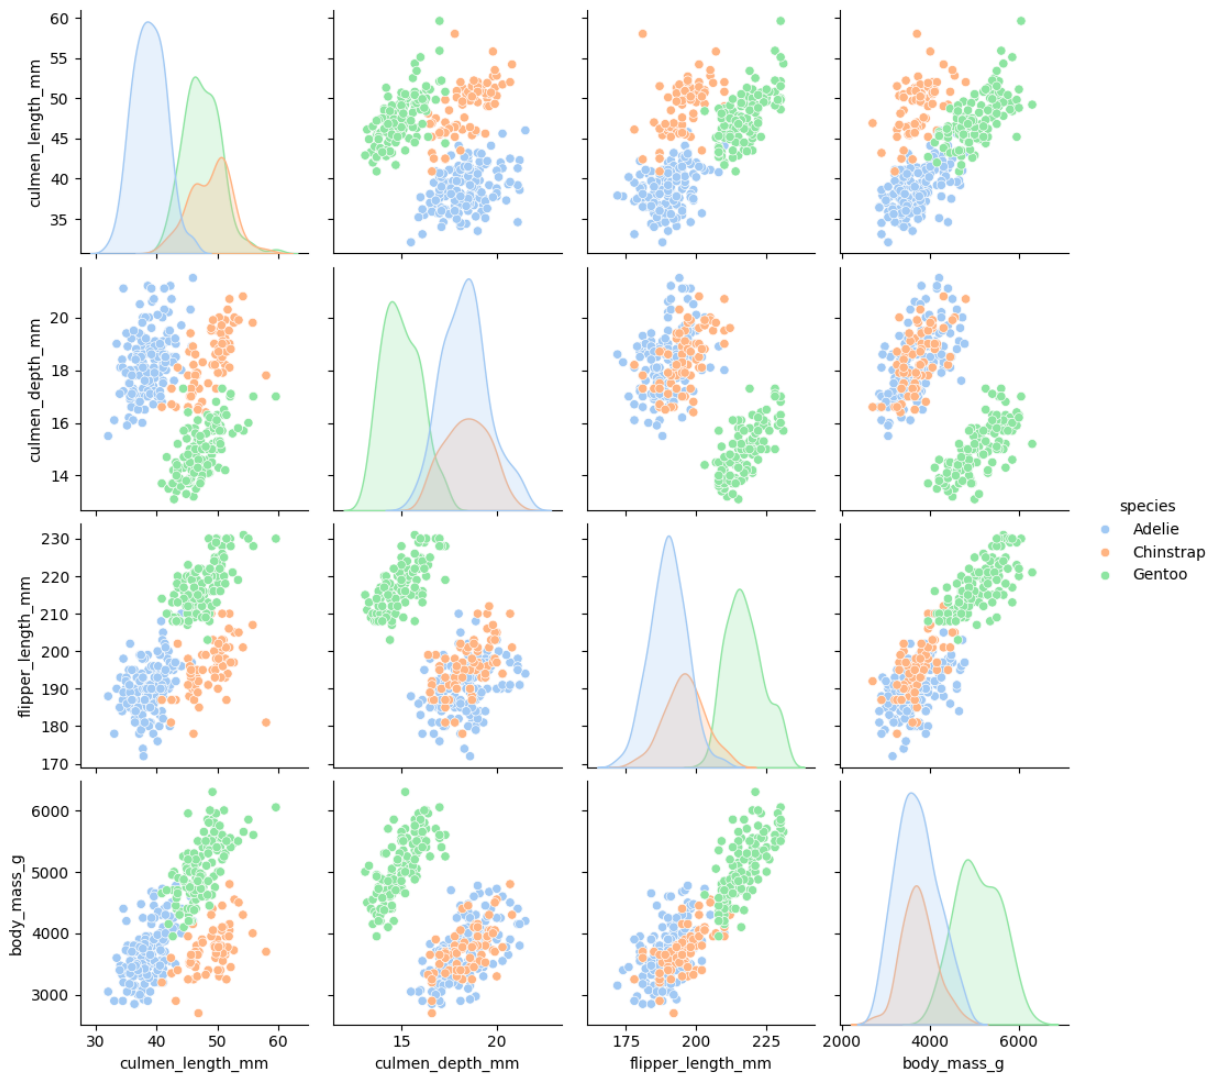 60
55
50
45
40
35
culmen_length_mm
20
18
16
14
culmen_depth_mm
species
Adelie
Chinstrap
Gentoo
230
220
210
200
190
180
170
flipper_length_mm
6000
5000
4000
3000
body_mass_g
30 40 50 60
15 20
175 200 225
2000 4000 6000
culmen_length_mm
culmen_depth_mm
flipper_length_mm
body_mass_g